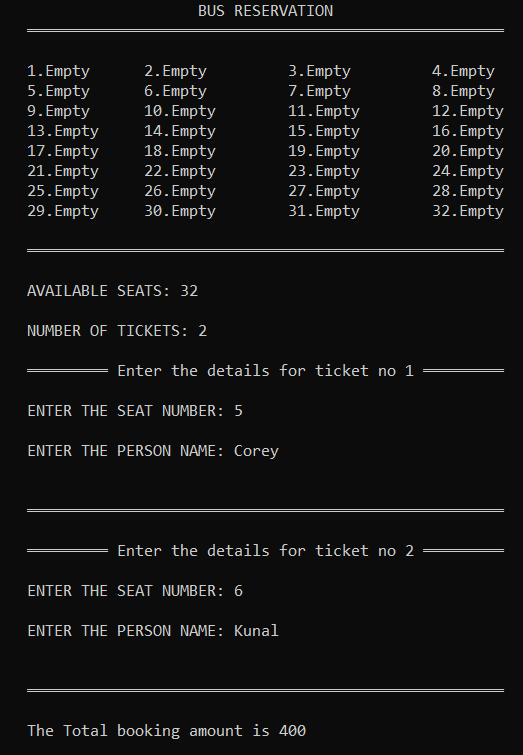 BUS RESERVATION
1.Empty 2.Empty 3.Empty 4.Empty
5.Empty 6.Empty 7.Empty 8.Empty
9.Empty 10.Empty 11.Empty 12.Empty
13.Empty 14.Empty 15.Empty 16.Empty
17.Empty 18.Empty 19.Empty 20.Empty
21.Empty 22.Empty 23.Empty 24.Empty
25.Empty 26.Empty 27.Empty 28.Empty
29.Empty 30.Empty 31.Empty 32.Empty
AVAILABLE SEATS: 32
NUMBER OF TICKETS: 2
Enter the details for ticket no 1
ENTER THE SEAT NUMBER: 5
ENTER THE PERSON NAME: Corey
Enter the details for ticket no 2
ENTER THE SEAT NUMBER: 6
ENTER THE PERSON NAME: Kunal
The Total booking amount is 400